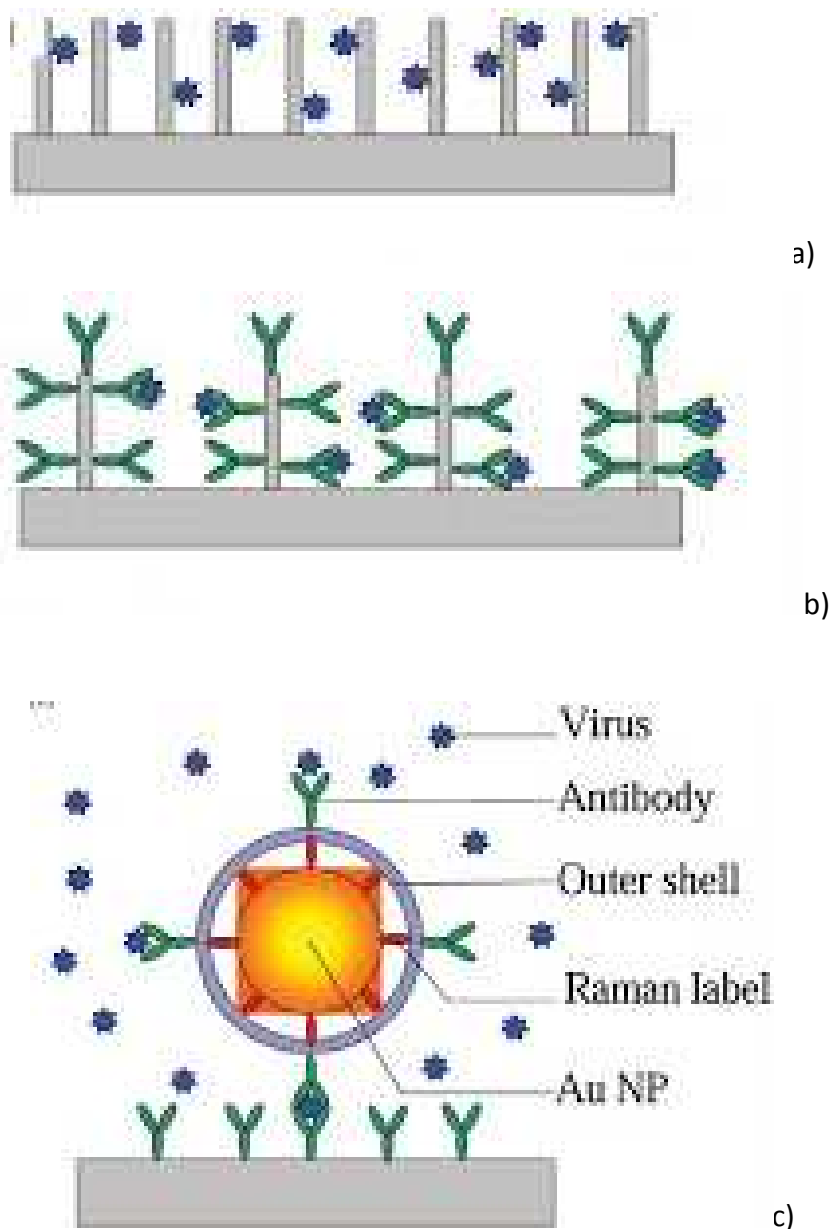 a)
b)
Virus
Antibody
Outer shell
Raman label
Au NP
c)